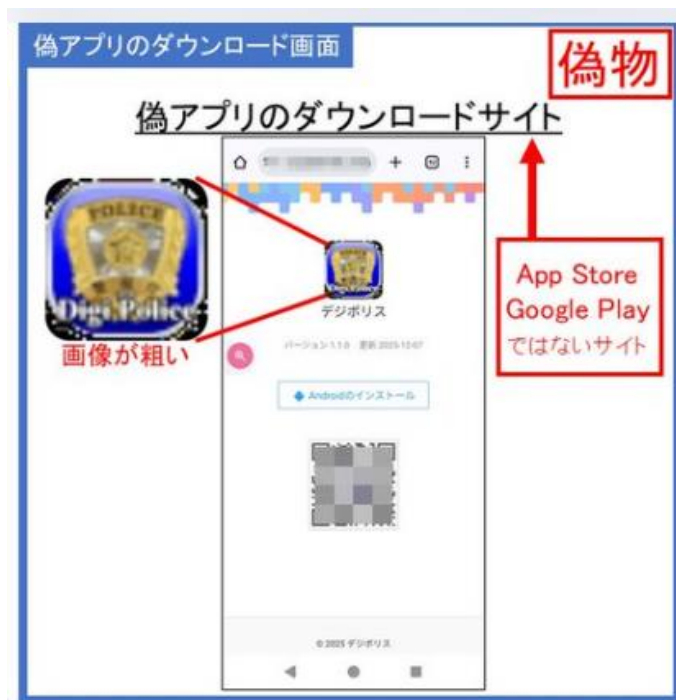 偽アプリのダウンロード画面
偽物
偽アプリのダウンロードサイト
POLICE
Digi Police
画像が粗い
デジポリス
バージョン 1.1.0 更新 2025-12-07
Androidのインストール
App Store
Google Play
ではないサイト
© 2025 デジポリス